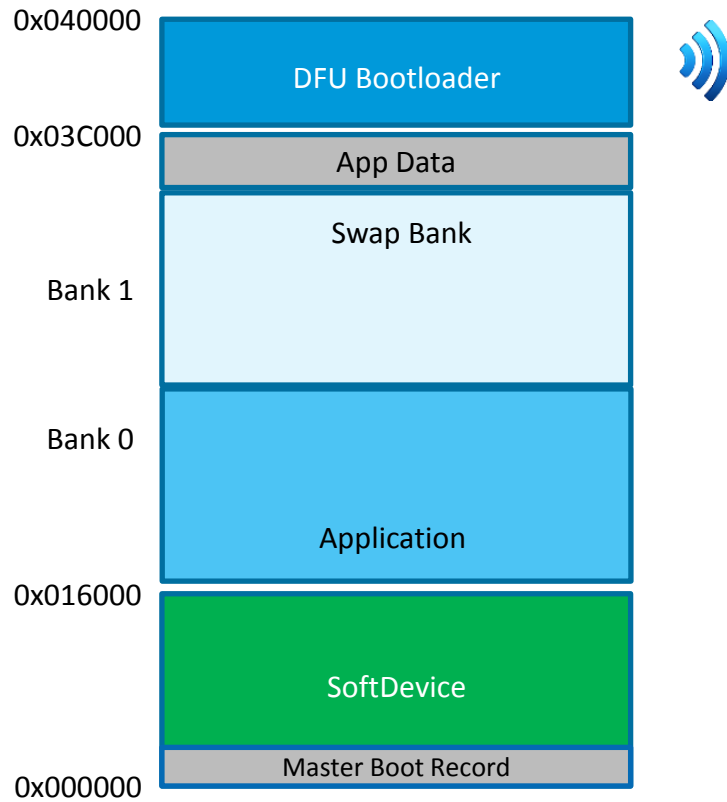 0x040000
DFU Bootloader
0x03C000
App Data
Swap Bank
Bank 1
Bank 0
Application
0x016000
SoftDevice
Master Boot Record
0x000000